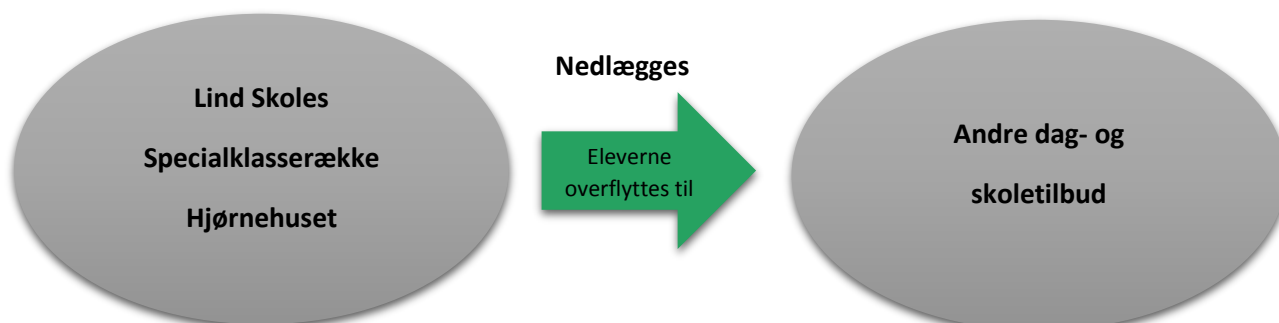 Lind Skoles
Specialklasserække
Hjørnehuset
Nedlægges
Eleverne
overflyttes til
Andre dag- og
skoletilbud